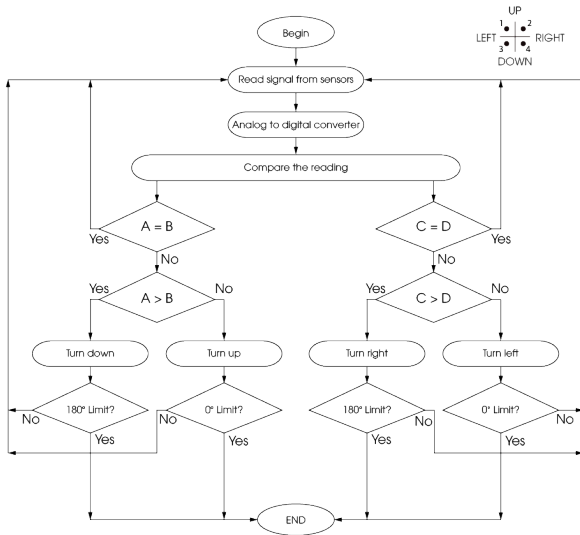 UP
1 2
LEFT RIGHT
3 4
DOWN
Begin
Read signal from sensors
Analog to digital converter
Compare the reading
A = B
C = D
Yes
No
No
Yes
A > B
C > D
Yes
No
Yes
No
Turn down
Turn up
Turn right
Turn left
180° Limit?
0° Limit?
180° Limit?
0° Limit?
No
Yes
No
Yes
Yes
No
Yes
No
END